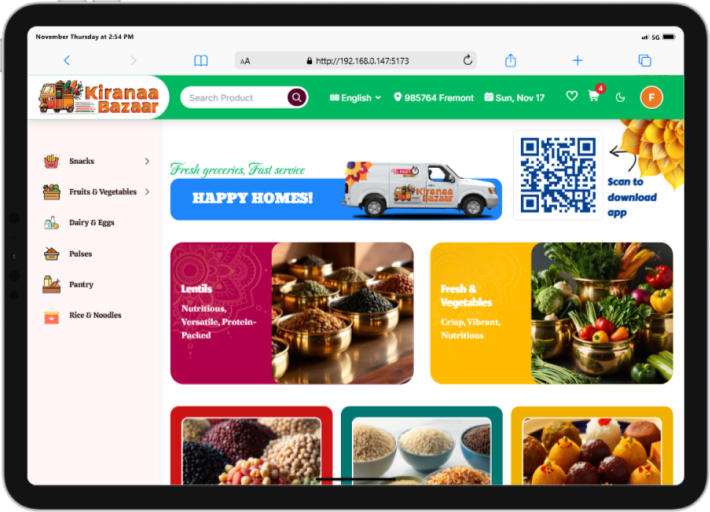 November Thursday at 2:54 PM
5G
AA
http://192.168.0.147:5173
Kiranaa
Bazaar
Search Product
English
985764 Fremont
Sun, Nov 17
4
F
Snacks
Fruits & Vegetables
Dairy & Eggs
Pulses
Pantry
Rice & Noodles
Fresh groceries, Fast service
HAPPY HOMES!
Kiranaa
Bazaar
Scan to
download
app
Lentils
Nutritious,
Versatile, Protein-
Packed
Fresh &
Vegetables
Crisp, Vibrant,
Nutritious